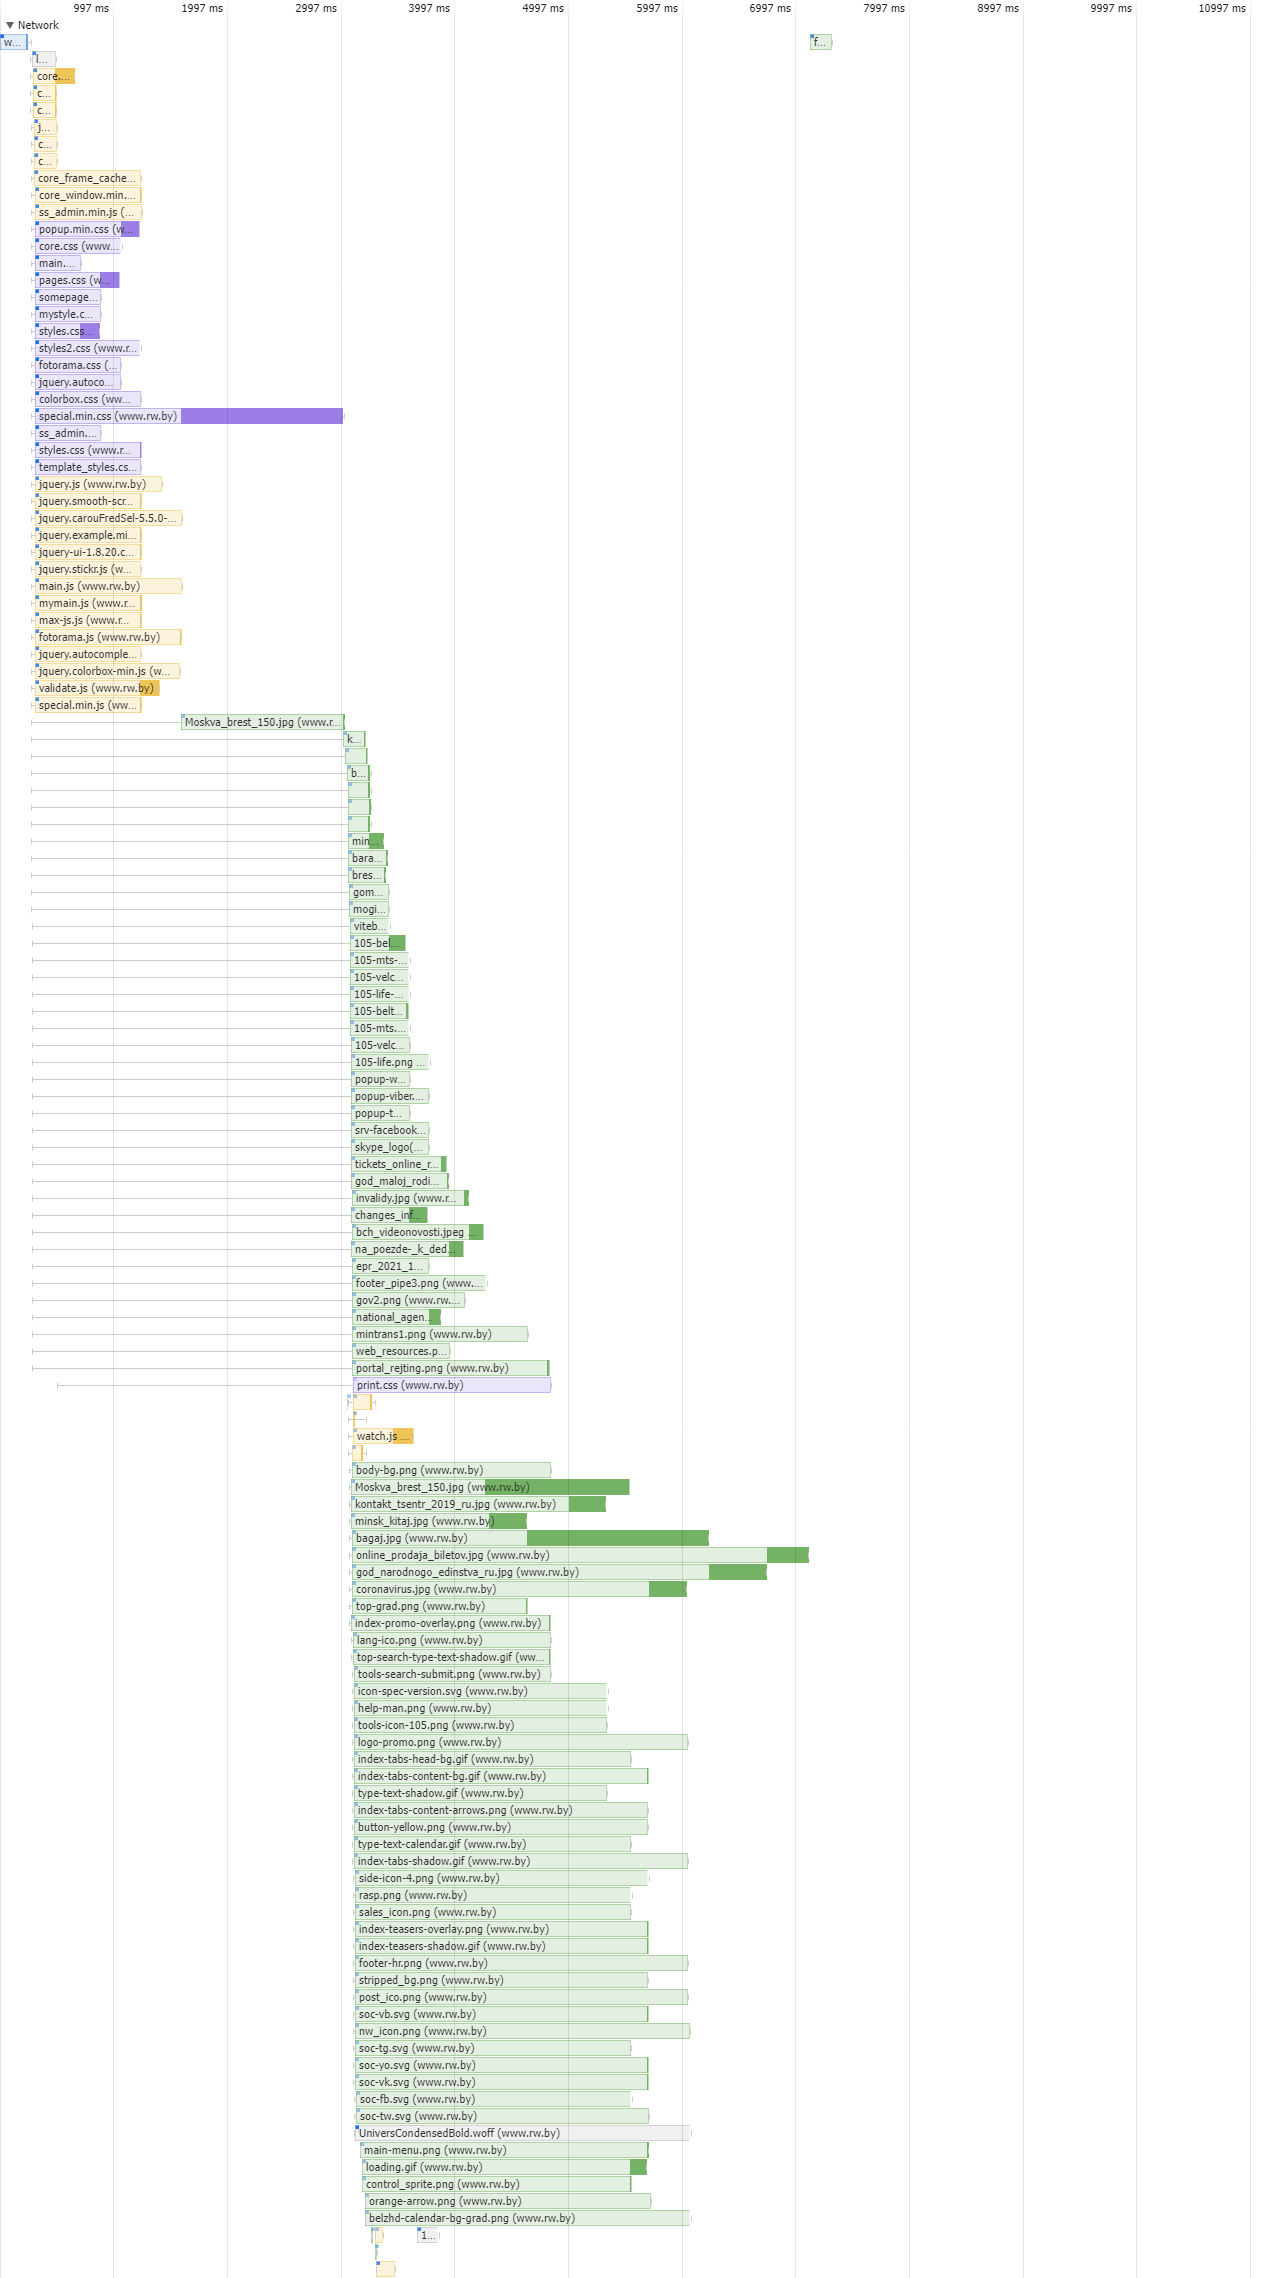 997 ms 1997 ms 2997 ms 3997 ms 4997 ms 5997 ms 6997 ms 7997 ms 8997 ms 9997 ms 10997 ms
▼ Network
w... f...
l...
core....
c...
c...
j...
c...
c...
core_frame_cache...
core_window.min....
ss_admin.min.js (...
popup.min.css (w...
core.css (www...
main....
pages.css (w...
somepage...
mystyle.c...
styles.css...
styles2.css (www.r...
fotorama.css (...
jquery.autoco...
colorbox.css (ww...
special.min.css (www.rw.by)
ss_admin....
styles.css (www.r...
template_styles.cs...
jquery.js (www.rw.by)
jquery.smooth-scr...
jquery.carouFredSel-5.5.0-...
jquery.example.mi...
jquery-ui-1.8.20.c...
jquery.stickr.js (w...
main.js (www.rw.by)
mymain.js (www.r...
max-js.js (www.r...
fotorama.js (www.rw.by)
jquery.autocomple...
jquery.colorbox-min.js (w...
validate.js (www.rw.by)
special.min.js (ww...
Moskva_brest_150.jpg (www.r...
k...
b...
min...
bara...
bres...
gom...
mogi...
viteb...
105-bel...
105-mts-...
105-velc...
105-life-...
105-belt...
105-mts....
105-velc...
105-life.png ...
popup-w...
popup-viber....
popup-t...
srv-facebook...
skype_logo(...
tickets_online_r...
god_maloj_rodi...
invalidy.jpg (www.r...
changes_inf...
bch_videonovosti.jpeg ...
na_poezde-_k_ded...
epr_2021_1...
footer_pipe3.png (www....
gov2.png (www.rw....
national_agen...
mintrans1.png (www.rw.by)
web_resources.p...
portal_rejting.png (www.rw.by)
print.css (www.rw.by)
watch.js ...
body-bg.png (www.rw.by)
Moskva_brest_150.jpg (www.rw.by)
kontakt_tsentr_2019_ru.jpg (www.rw.by)
minsk_kitaj.jpg (www.rw.by)
bagaj.jpg (www.rw.by)
online_prodaja_biletov.jpg (www.rw.by)
god_narodnogo_edinstva_ru.jpg (www.rw.by)
coronavirus.jpg (www.rw.by)
top-grad.png (www.rw.by)
index-promo-overlay.png (www.rw.by)
lang-ico.png (www.rw.by)
top-search-type-text-shadow.gif (ww...
tools-search-submit.png (www.rw.by)
icon-spec-version.svg (www.rw.by)
help-man.png (www.rw.by)
tools-icon-105.png (www.rw.by)
logo-promo.png (www.rw.by)
index-tabs-head-bg.gif (www.rw.by)
index-tabs-content-bg.gif (www.rw.by)
type-text-shadow.gif (www.rw.by)
index-tabs-content-arrows.png (www.rw.by)
button-yellow.png (www.rw.by)
type-text-calendar.gif (www.rw.by)
index-tabs-shadow.gif (www.rw.by)
side-icon-4.png (www.rw.by)
rasp.png (www.rw.by)
sales_icon.png (www.rw.by)
index-teasers-overlay.png (www.rw.by)
index-teasers-shadow.gif (www.rw.by)
footer-hr.png (www.rw.by)
stripped_bg.png (www.rw.by)
post_ico.png (www.rw.by)
soc-vb.svg (www.rw.by)
nw_icon.png (www.rw.by)
soc-tg.svg (www.rw.by)
soc-yo.svg (www.rw.by)
soc-vk.svg (www.rw.by)
soc-fb.svg (www.rw.by)
soc-tw.svg (www.rw.by)
UniversCondensedBold.woff (www.rw.by)
main-menu.png (www.rw.by)
loading.gif (www.rw.by)
control_sprite.png (www.rw.by)
orange-arrow.png (www.rw.by)
belzhd-calendar-bg-grad.png (www.rw.by)
1...